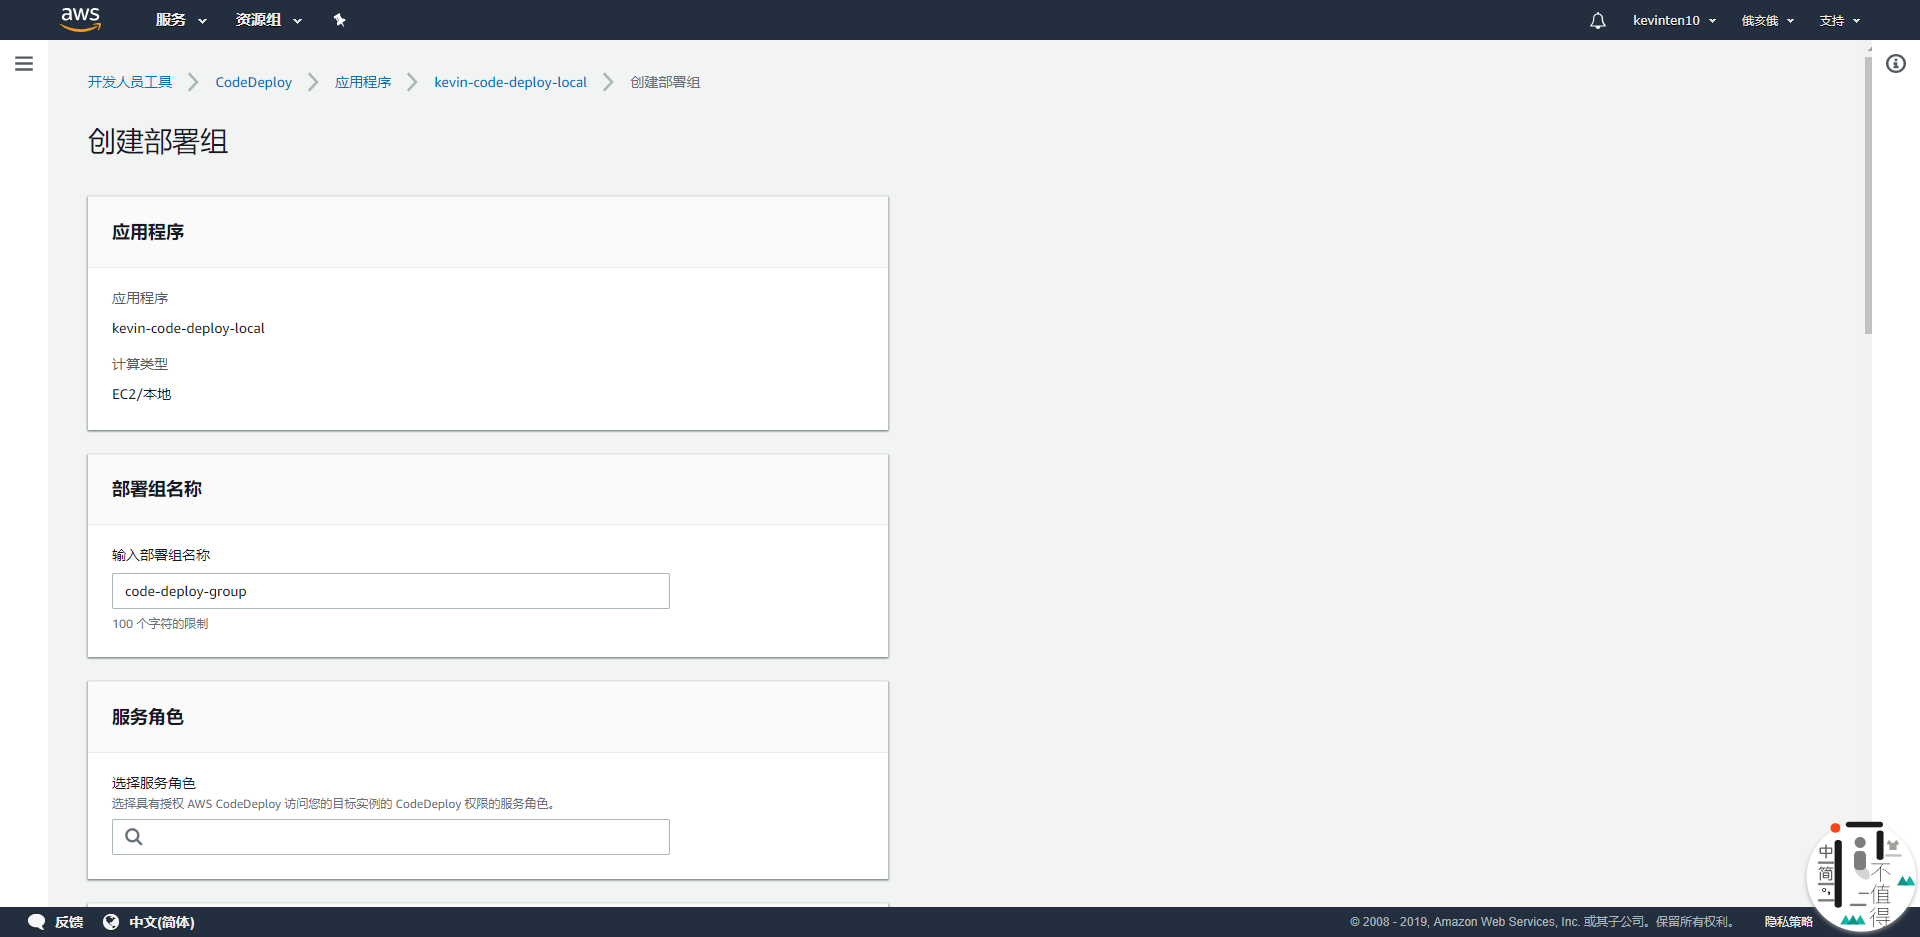 aws 服务 资源组 kevinten10 俄亥俄 支持
开发人员工具 CodeDeploy 应用程序 kevin-code-deploy-local 创建部署组
创建部署组
应用程序
应用程序
kevin-code-deploy-local
计算类型
EC2/本地
部署组名称
输入部署组名称
code-deploy-group
100 个字符的限制
服务角色
选择服务角色
选择具有授权 AWS CodeDeploy 访问您的目标实例的 CodeDeploy 权限的服务角色。
中
简
°,
不
值
得
反馈 中文(简体) © 2008 - 2019, Amazon Web Services, Inc. 或其子公司。保留所有权利。 隐私策略